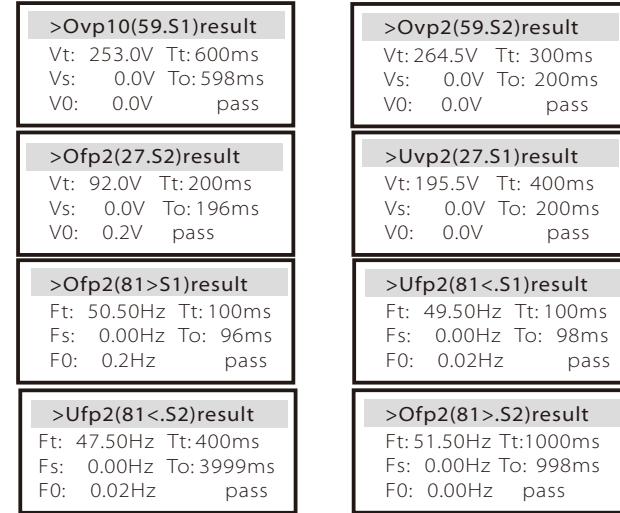 >Ovp10(59.S1)result
Vt: 253.0V Tt: 600ms
Vs: 0.0V To: 598ms
V0: 0.0V pass
>Ovp2(59.S2)result
Vt: 264.5V Tt: 300ms
Vs: 0.0V To: 200ms
V0: 0.0V pass
>Ofp2(27.S2)result
Vt: 92.0V Tt: 200ms
Vs: 0.0V To: 196ms
V0: 0.2V pass
>Uvp2(27.S1)result
Vt: 195.5V Tt: 400ms
Vs: 0.0V To: 200ms
V0: 0.0V pass
>Ofp2(81>S1)result
Ft: 50.50Hz Tt: 100ms
Fs: 0.00Hz To: 96ms
F0: 0.2Hz pass
>Ufp2(81<.S1)result
Ft: 49.50Hz Tt: 100ms
Fs: 0.00Hz To: 98ms
F0: 0.02Hz pass
>Ufp2(81<.S2)result
Ft: 47.50Hz Tt: 400ms
Fs: 0.00Hz To: 3999ms
F0: 0.02Hz pass
>Ofp2(81>.S2)result
Ft: 51.50Hz Tt:1000ms
Fs: 0.00Hz To: 998ms
F0: 0.00Hz pass